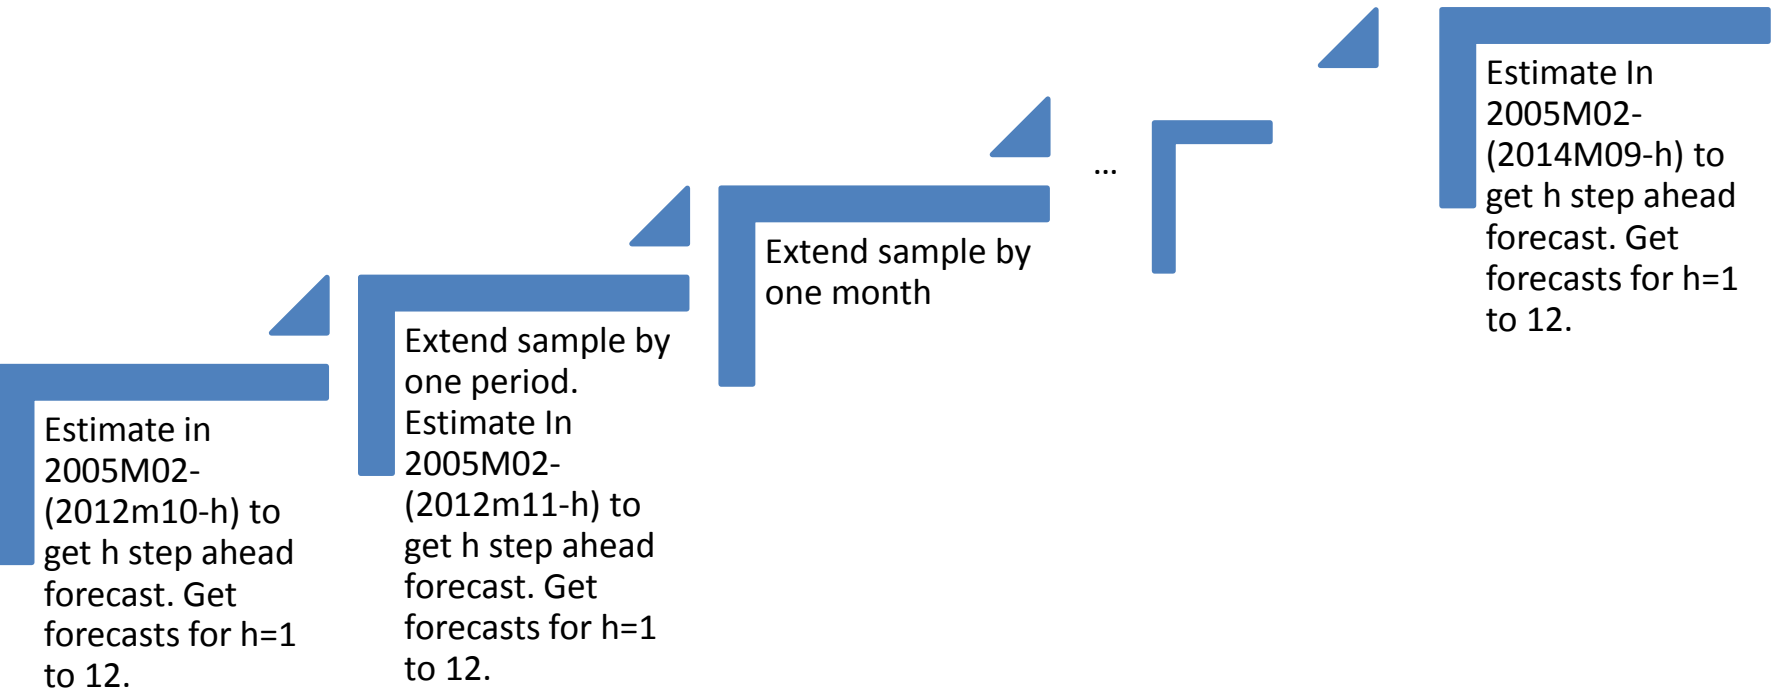 Estimate in
2005M02-
(2012m10-h) to
get h step ahead
forecast. Get
forecasts for h=1
to 12.
Extend sample by
one period.
Estimate In
2005M02-
(2012m11-h) to
get h step ahead
forecast. Get
forecasts for h=1
to 12.
Extend sample by
one month
...
Estimate In
2005M02-
(2014M09-h) to
get h step ahead
forecast. Get
forecasts for h=1
to 12.